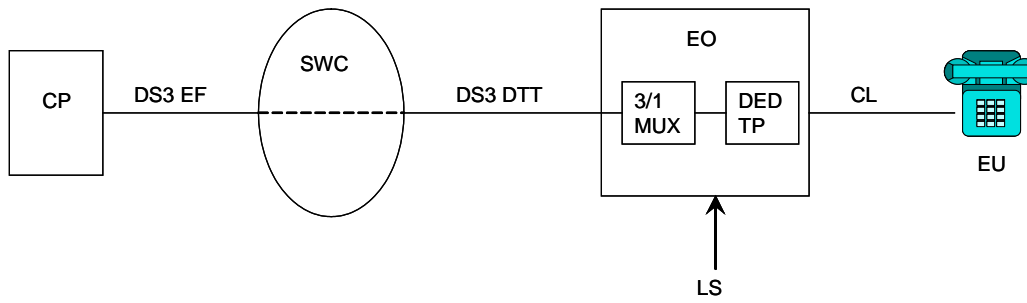 CP
DS3 EF
SWC
DS3 DTT
EO
3/1
MUX
DED
TP
CL
EU
LS